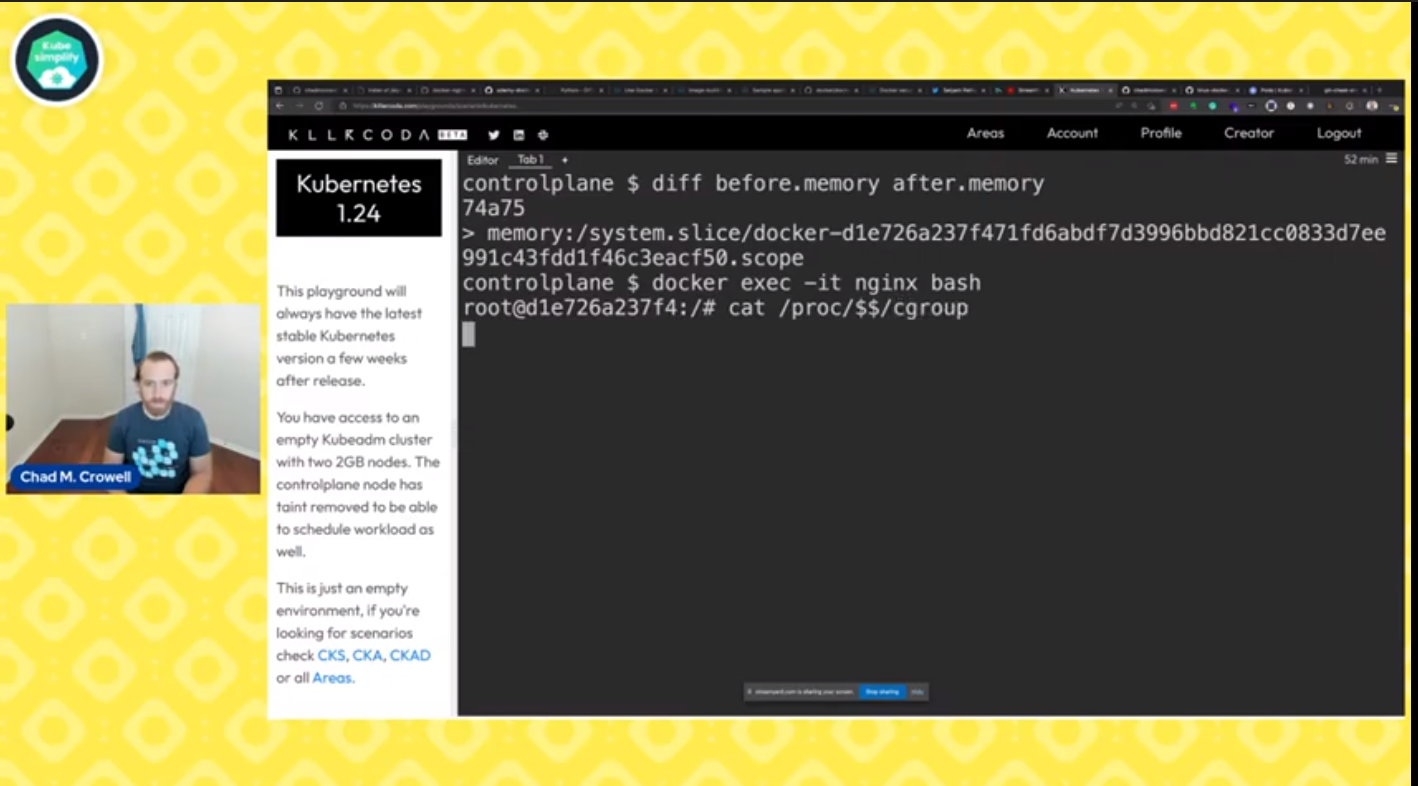 Kube
simplify
KLLRCODA BETA
Areas Account Profile Creator Logout
Kubernetes
1.24
This playground will
always have the latest
stable Kubernetes
version a few weeks
after release.
You have access to an
empty Kubeadm cluster
with two 2GB nodes. The
controlplane node has
taint removed to be able
to schedule workload as
well.
This is just an empty
environment, if you're
looking for scenarios
check CKS, CKA, CKAD
or all Areas.
Editor Tab 1 +
52 min
controlplane $ diff before.memory after.memory
74a75
> memory:/system.slice/docker-d1e726a237f471fd6abdf7d3996bbd821cc0833d7ee
991c43fdd1f46c3eacf50.scope
controlplane $ docker exec -it nginx bash
root@d1e726a237f4:/# cat /proc/$$/cgroup
streamyard.com is sharing your screen. Stop sharing Hide
Chad M. Crowell